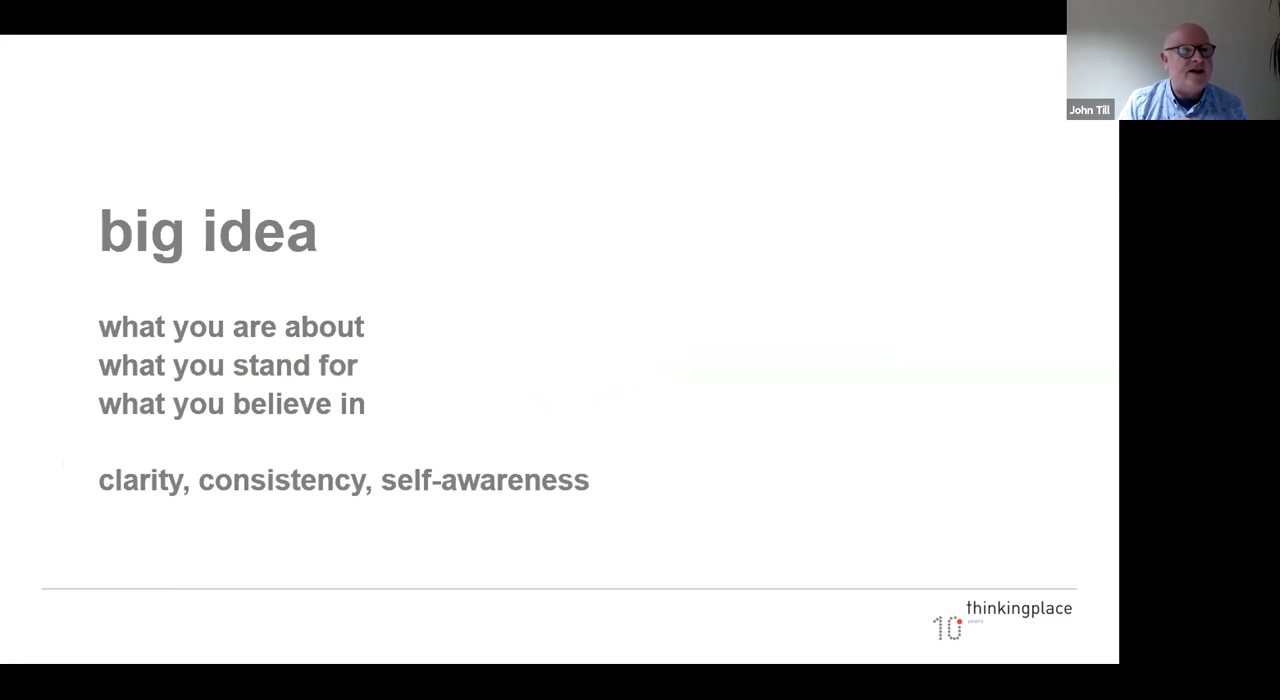 John Till
big idea
what you are about
what you stand for
what you believe in
clarity, consistency, self-awareness
thinkingplace
10
years